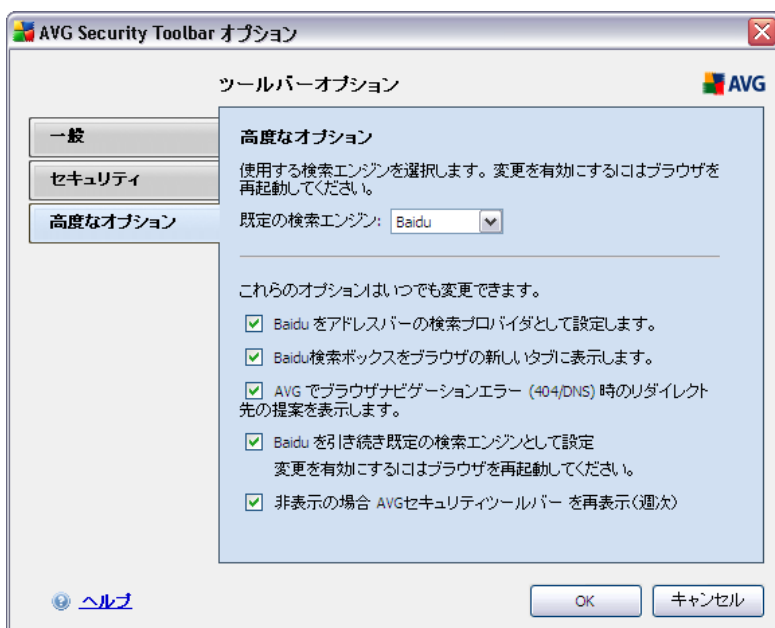 AVG Security Toolbar オプション
ツールバーオプション
AVG
一般
セキュリティ
高度なオプション
高度なオプション
使用する検索エンジンを選択します。変更を有効にするにはブラウザを
再起動してください。
既定の検索エンジン: Baidu
これらのオプションはいつでも変更できます。
Baidu をアドレスバーの検索プロバイダとして設定します。
Baidu検索ボックスをブラウザの新しいタブに表示します。
AVG でブラウザナビゲーションエラー (404/DNS) 時のリダイレクト
先の提案を表示します。
Baidu を引き続き既定の検索エンジンとして設定
変更を有効にするにはブラウザを再起動してください。
非表示の場合 AVGセキュリティツールバー を再表示(週次)
ヘルプ
OK
キャンセル